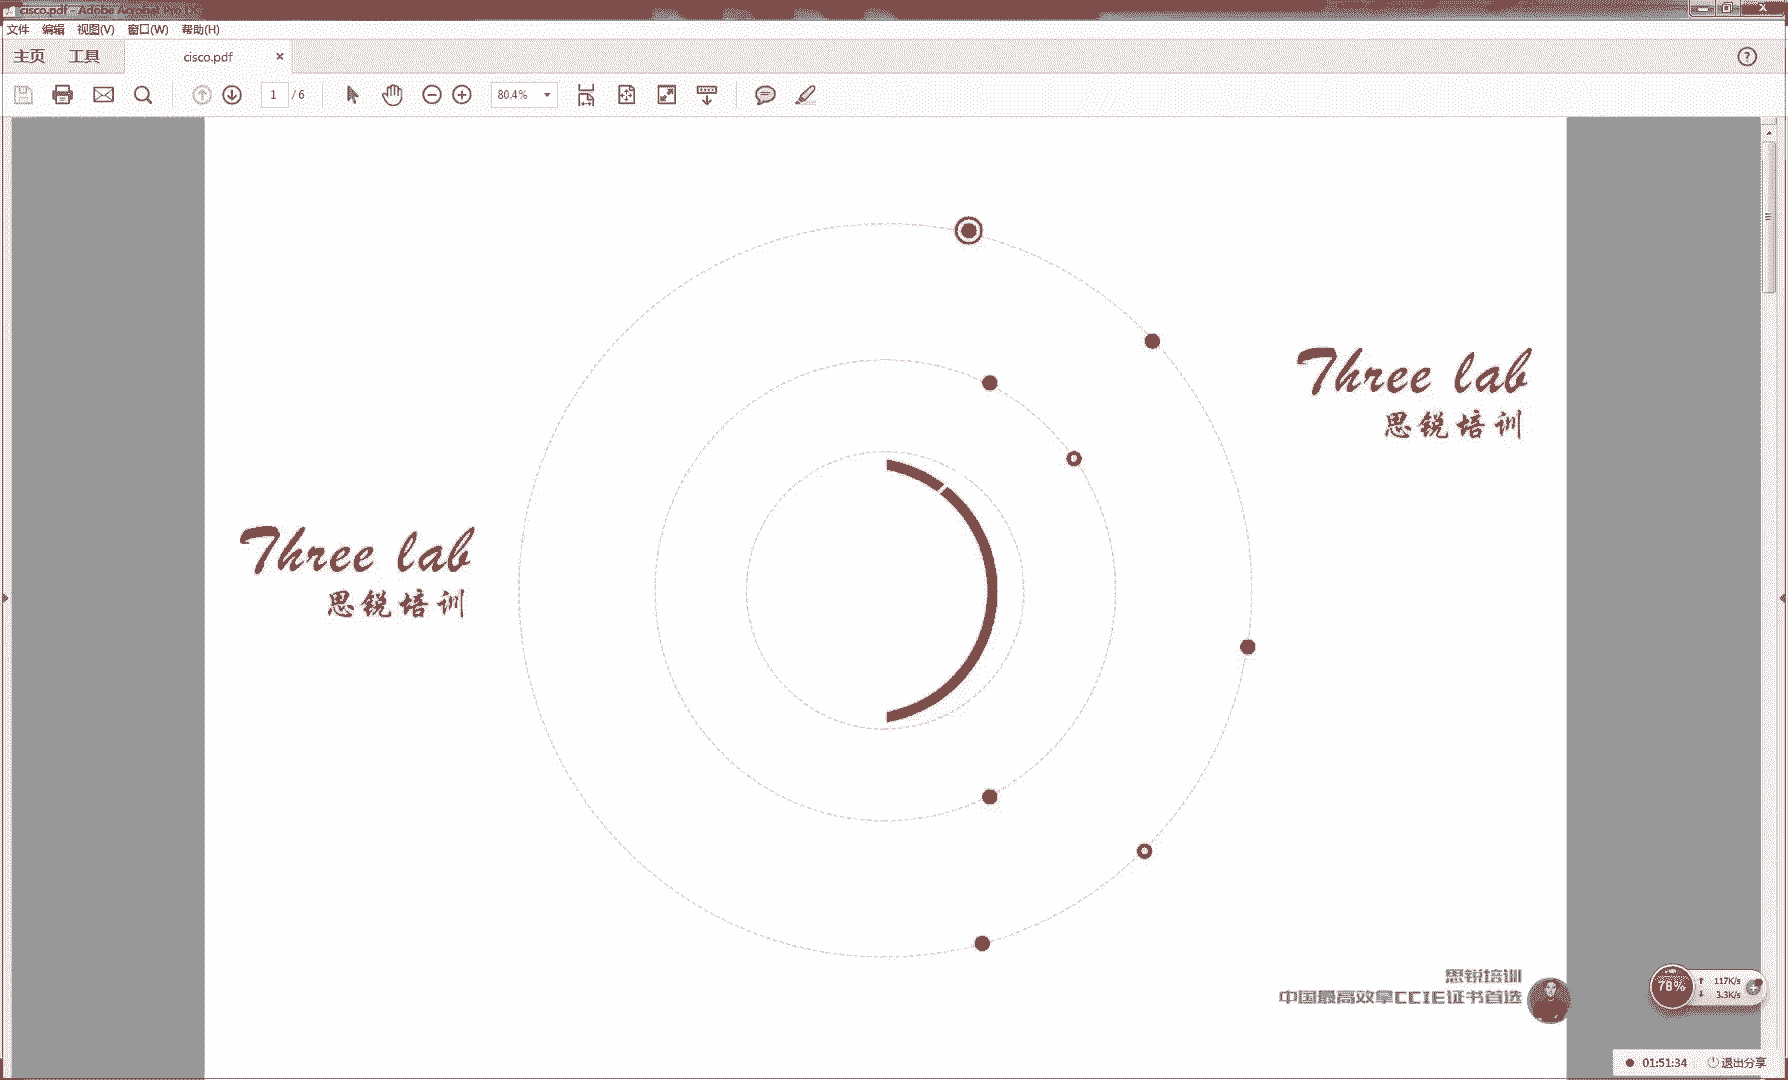 cisco.pdf - Adobe Acrobat Pro DC
文件 编辑 视图(V) 窗口(W) 帮助(H)
主页 工具 cisco.pdf ×
1 / 6 80.4%
Three lab
思锐培训
Three lab
思锐培训
思锐培训
中国最高效拿CCIE证书首选
78% 117K/s
3.3K/s
01:51:34 退出分享